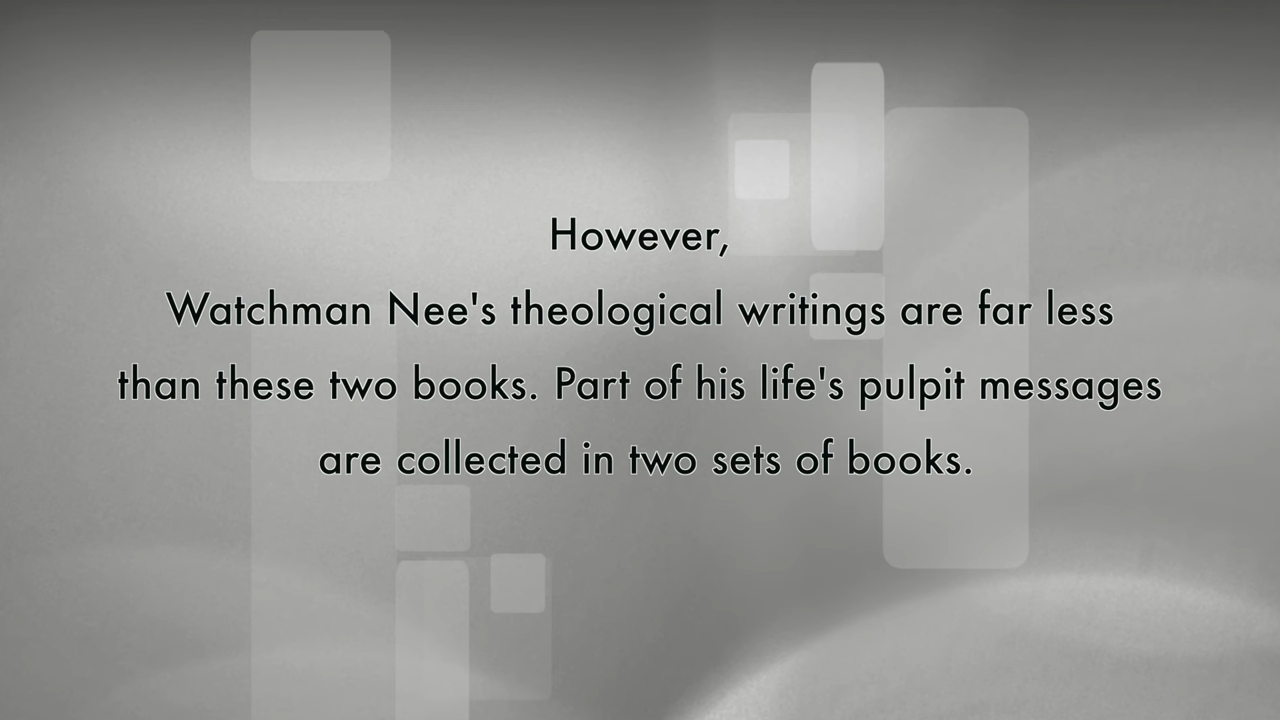 However,
Watchman Nee's theological writings are far less
than these two books. Part of his life's pulpit messages
are collected in two sets of books.